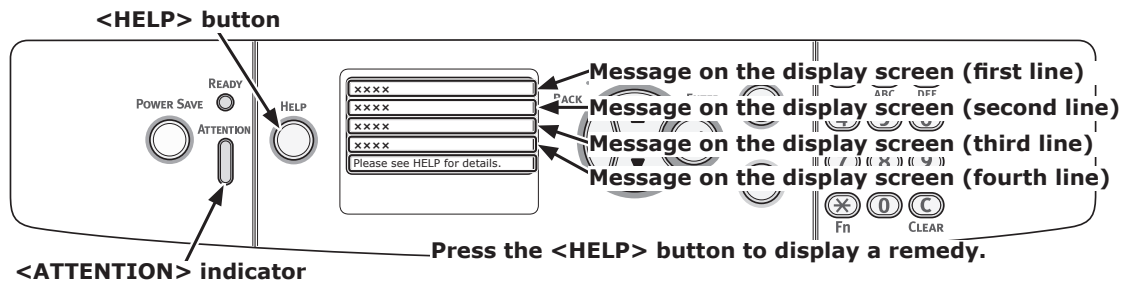 <HELP> button
READY
POWER SAVE
HELP
ATTENTION
××××
××××
××××
××××
Please see HELP for details.
BACK
Message on the display screen (first line)
Message on the display screen (second line)
Message on the display screen (third line)
Message on the display screen (fourth line)
ABC DEF
0 C
Fn CLEAR
Press the <HELP> button to display a remedy.
<ATTENTION> indicator